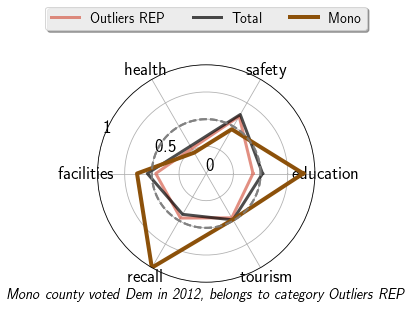 Outliers REP Total Mono
health safety
1
0.5
0
facilities education
recall tourism
Mono county voted Dem in 2012, belongs to category Outliers REP